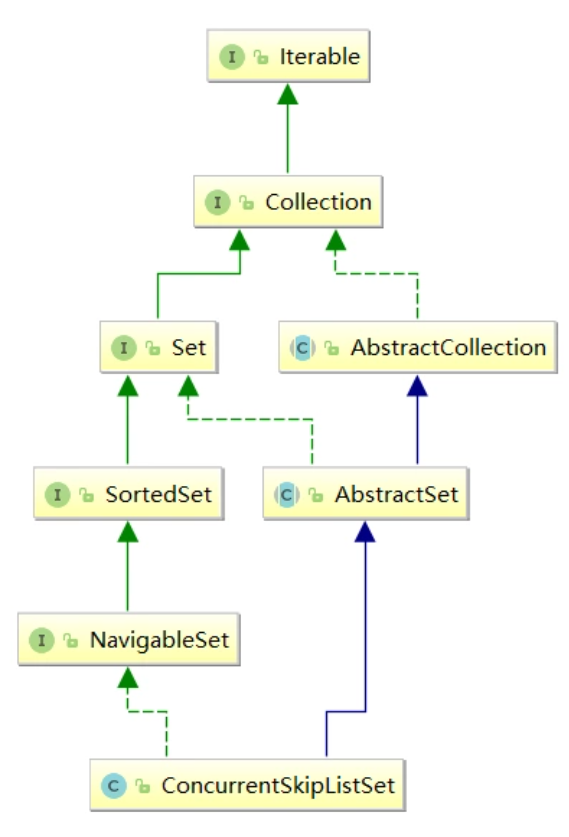 I Iterable
I Collection
I Set
C AbstractCollection
I SortedSet
C AbstractSet
I NavigableSet
C ConcurrentSkipListSet